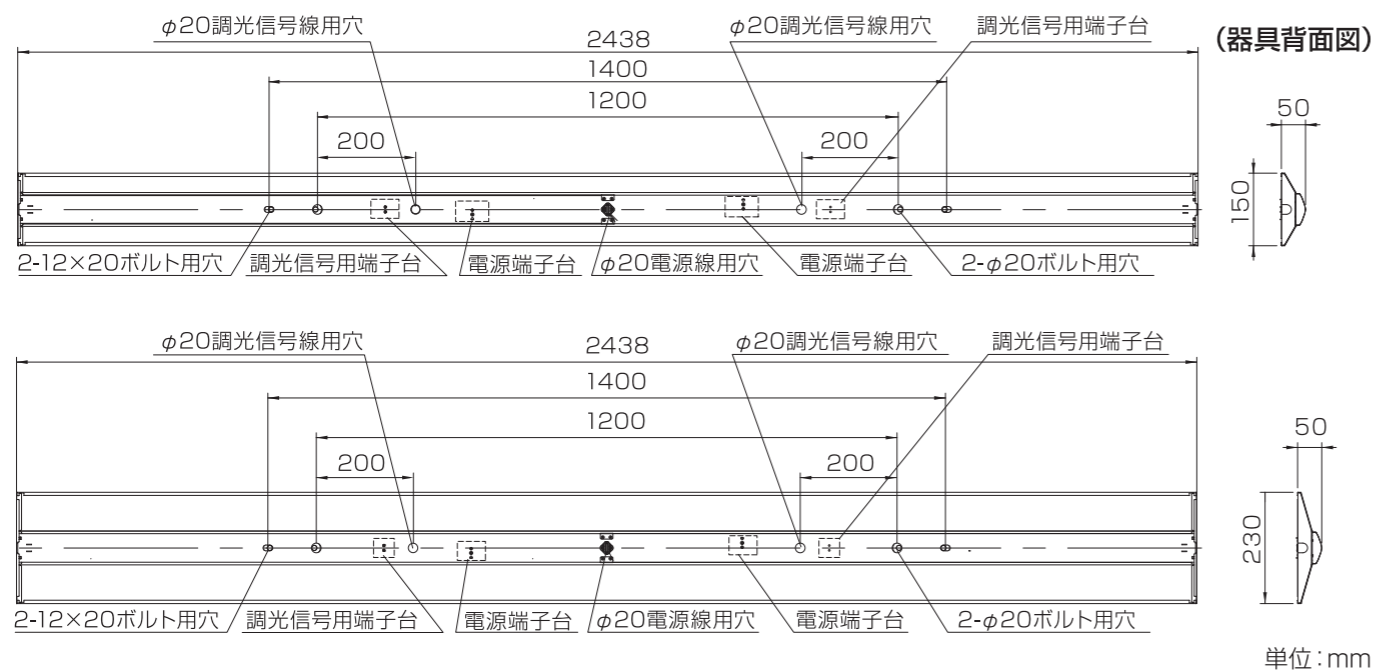 φ20調光信号線用穴
2438
φ20調光信号線用穴
調光信号用端子台
(器具背面図)
1400
1200
200
200
50
150
2-12×20ボルト用穴
調光信号用端子台
電源端子台
φ20電源線用穴
電源端子台
2-φ20ボルト用穴
φ20調光信号線用穴
2438
φ20調光信号線用穴
調光信号用端子台
1400
1200
200
200
50
230
2-12×20ボルト用穴
調光信号用端子台
電源端子台
φ20電源線用穴
電源端子台
2-φ20ボルト用穴
単位:mm